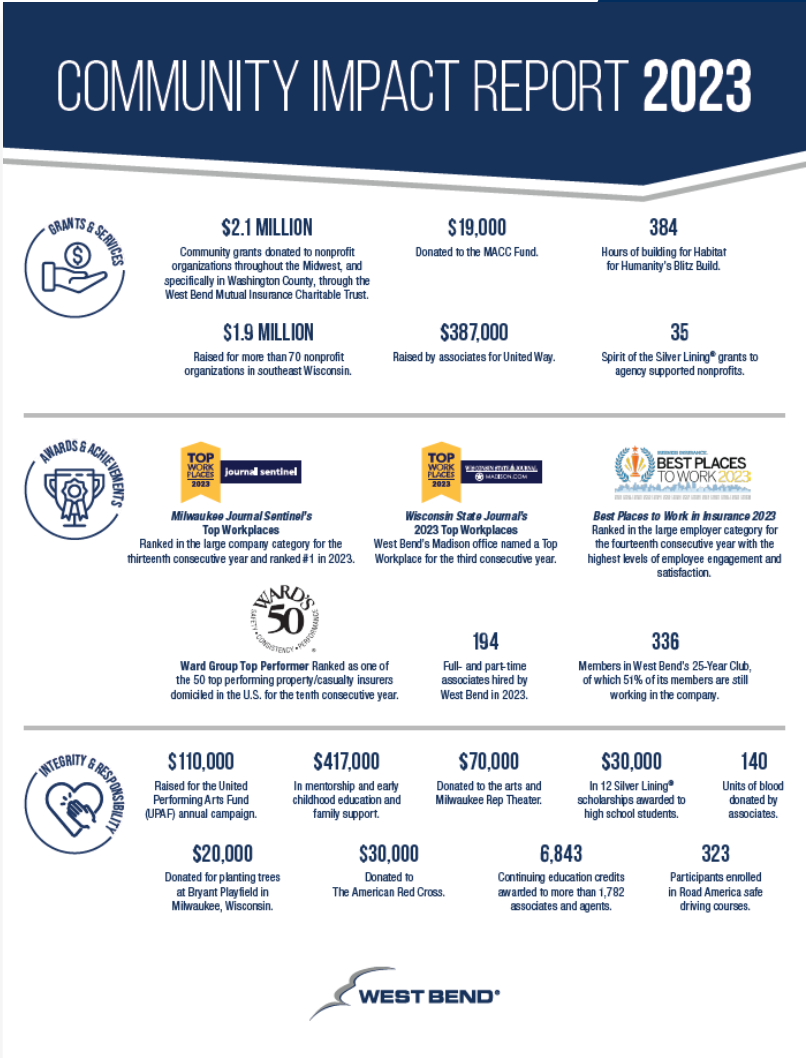 COMMUNITY IMPACT REPORT 2023
GRANTS & SERVICES
$2.1 MILLION
Community grants donated to nonprofit
organizations throughout the Midwest, and
specifically in Washington County, through the
West Bend Mutual Insurance Charitable Trust.
$19,000
Donated to the MACC Fund.
384
Hours of building for Habitat
for Humanity's Blitz Build.
$1.9 MILLION
Raised for more than 70 nonprofit
organizations in southeast Wisconsin.
$387,000
Raised by associates for United Way.
35
Spirit of the Silver Lining® grants to
agency supported nonprofits.
AWARDS & ACHIEVEMENTS
TOP
WORK
PLACES
2023
journal sentinel
Milwaukee Journal Sentinel's
Top Workplaces
Ranked in the large company category for the
thirteenth consecutive year and ranked #1 in 2023.
TOP
WORK
PLACES
2023
WISCONSIN STATE JOURNAL
MADISON.COM
Wisconsin State Journal's
2023 Top Workplaces
West Bend's Madison office named a Top
Workplace for the third consecutive year.
BUSINESS INSURANCE.
BEST PLACES
TO WORK 2023
Best Places to Work in Insurance 2023
Ranked in the large employer category for
the fourteenth consecutive year with the
highest levels of employee engagement and
satisfaction.
WARD'S
50
SAFETY • CONSISTENCY • PERFORMANCE
®
Ward Group Top Performer Ranked as one of
the 50 top performing property/casualty insurers
domiciled in the U.S. for the tenth consecutive year.
194
Full- and part-time
associates hired by
West Bend in 2023.
336
Members in West Bend's 25-Year Club,
of which 51% of its members are still
working in the company.
INTEGRITY & RESPONSIBILITY
$110,000
Raised for the United
Performing Arts Fund
(UPAF) annual campaign.
$417,000
In mentorship and early
childhood education and
family support.
$70,000
Donated to the arts and
Milwaukee Rep Theater.
$30,000
In 12 Silver Lining®
scholarships awarded to
high school students.
140
Units of blood
donated by
associates.
$20,000
Donated for planting trees
at Bryant Playfield in
Milwaukee, Wisconsin.
$30,000
Donated to
The American Red Cross.
6,843
Continuing education credits
awarded to more than 1,782
associates and agents.
323
Participants enrolled
in Road America safe
driving courses.
WEST BEND®